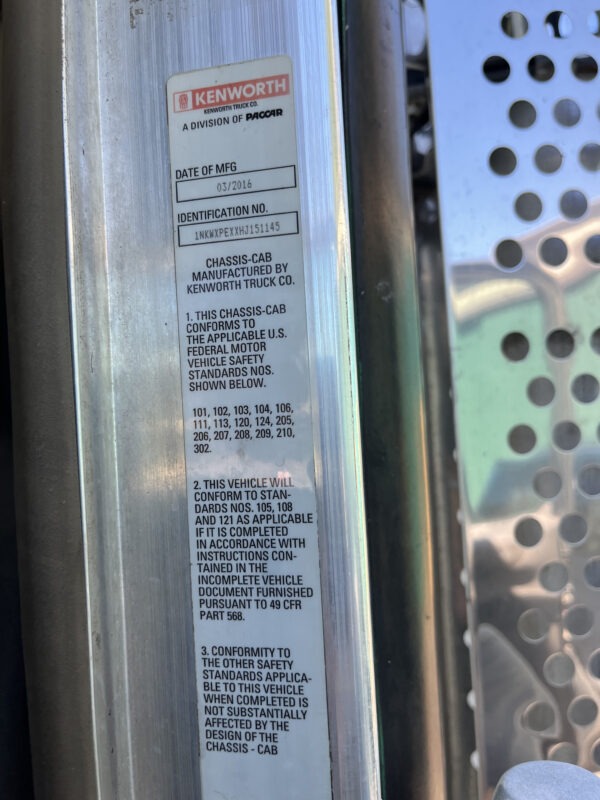 KENWORTH
KENWORTH TRUCK CO.
A DIVISION OF PACCAR
DATE OF MFG
03/2016
IDENTIFICATION NO.
1NKWXPEXXHJ151145
CHASSIS-CAB
MANUFACTURED BY
KENWORTH TRUCK CO.
1. THIS CHASSIS-CAB
CONFORMS TO
THE APPLICABLE U.S.
FEDERAL MOTOR
VEHICLE SAFETY
STANDARDS NOS.
SHOWN BELOW.
101, 102, 103, 104, 106,
111, 113, 120, 124, 205,
206, 207, 208, 209, 210,
302.
2. THIS VEHICLE WILL
CONFORM TO STAN-
DARDS NOS. 105, 108
AND 121 AS APPLICABLE
IF IT IS COMPLETED
IN ACCORDANCE WITH
INSTRUCTIONS CON-
TAINED IN THE
INCOMPLETE VEHICLE
DOCUMENT FURNISHED
PURSUANT TO 49 CFR
PART 568.
3. CONFORMITY TO
THE OTHER SAFETY
STANDARDS APPLICA-
BLE TO THIS VEHICLE
WHEN COMPLETED IS
NOT SUBSTANTIALLY
AFFECTED BY THE
DESIGN OF THE
CHASSIS - CAB